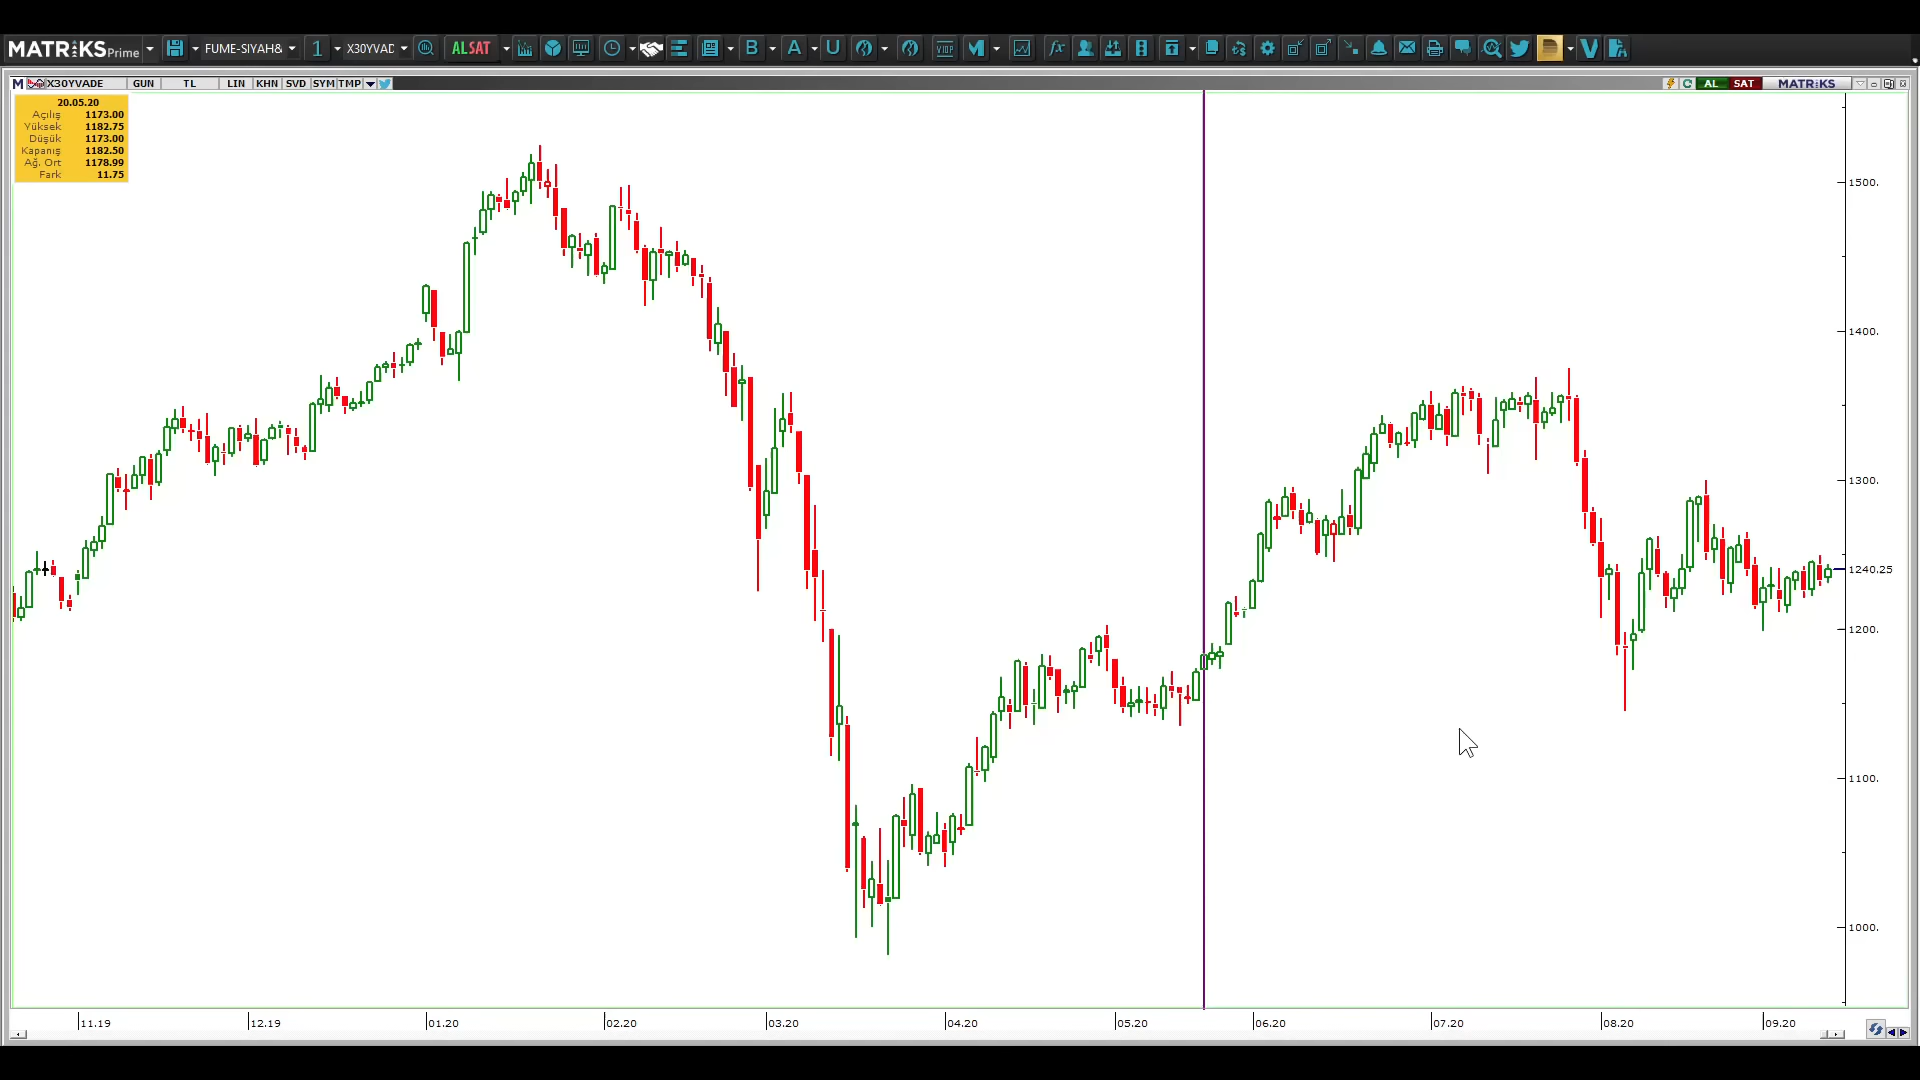 MATRiKS Prime FUME-SIYAH& 1 X30YVAD ALSAT B A U VIOP M fx V
M X30YVADE GUN TL LIN KHN SVD SYM TMP AL SAT MATRiKS
20.05.20
Açılış 1173.00
Yüksek 1182.75
Düşük 1173.00
Kapanış 1182.50
Ağ. Ort 1178.99
Fark 11.75
1500.
1400.
1300.
1240.25
1200.
1100.
1000.
11.19 12.19 01.20 02.20 03.20 04.20 05.20 06.20 07.20 08.20 09.20